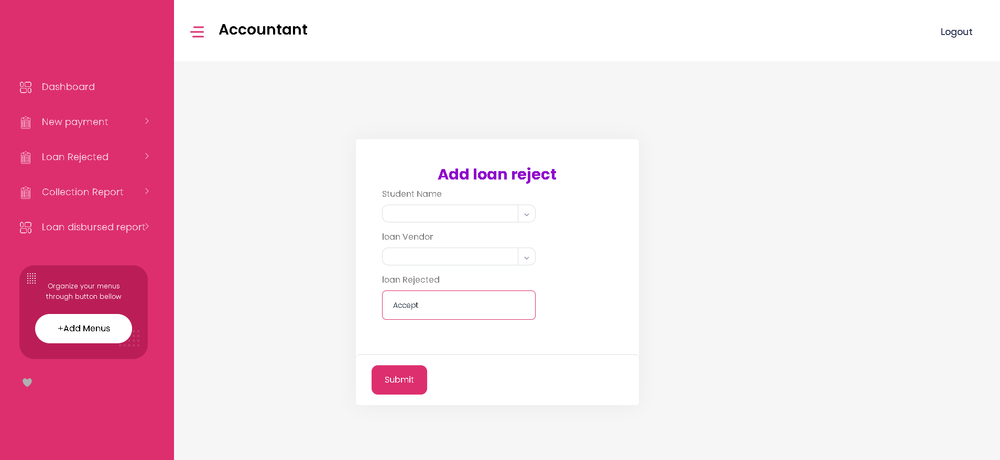 Accountant
Logout
Dashboard
New payment
Loan Rejected
Collection Report
Loan disbursed report
Organize your menus
through button bellow
+Add Menus
Add loan reject
Student Name
loan Vendor
loan Rejected
Accept
Submit